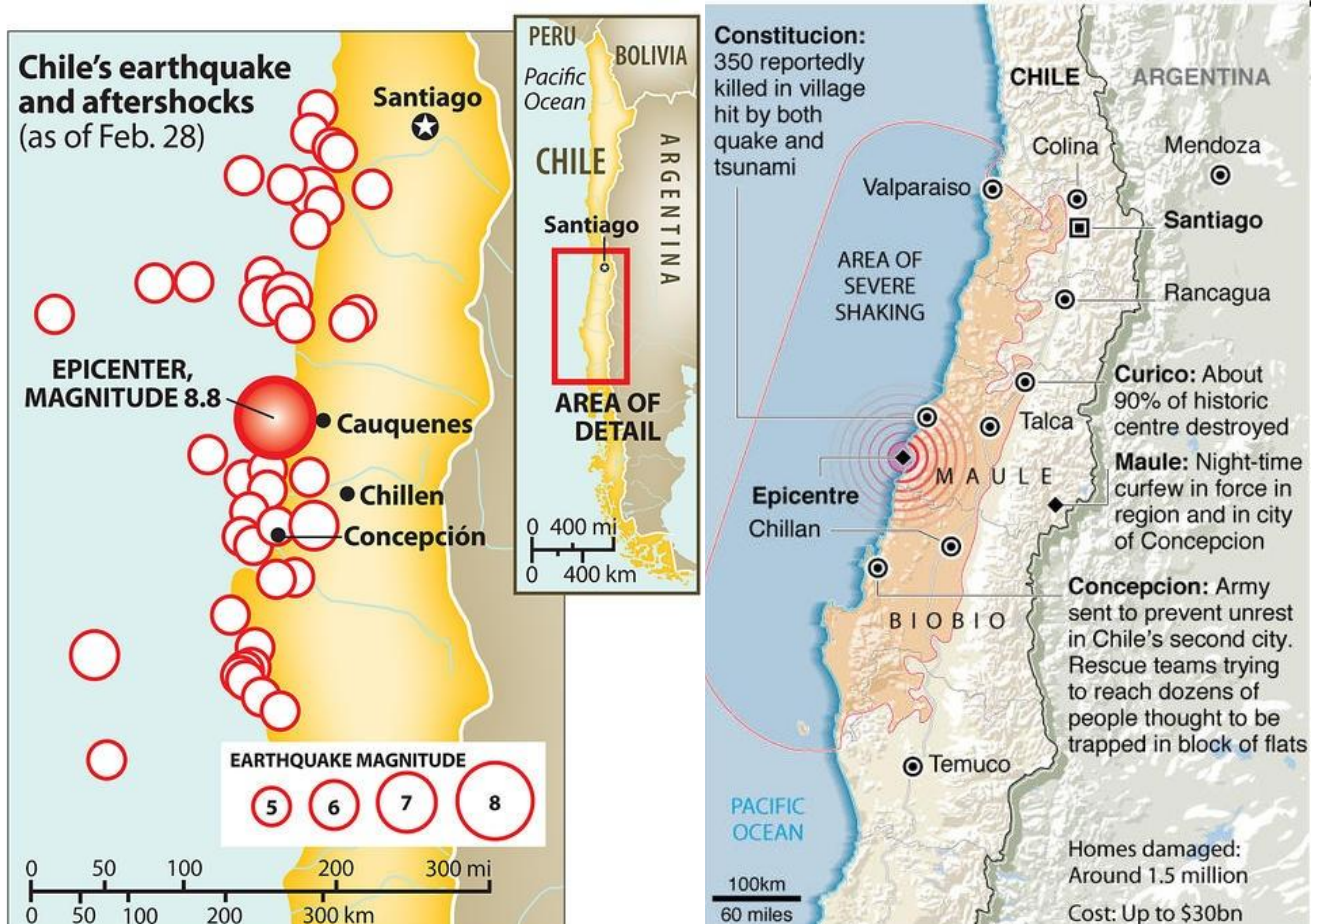 Chile's earthquake
and aftershocks
(as of Feb. 28)
Santiago
EPICENTER,
MAGNITUDE 8.8
Cauquenes
Chillen
Concepción
EARTHQUAKE MAGNITUDE
5 6 7 8
0 50 100 200 300 mi
0 50 100 200 300 km
PERU
BOLIVIA
Pacific
Ocean
CHILE
ARGENTINA
Santiago
AREA OF
DETAIL
0 400 mi
0 400 km
Constitucion:
350 reportedly
killed in village
hit by both
quake and
tsunami
CHILE
ARGENTINA
Colina
Mendoza
Valparaiso
Santiago
AREA OF
SEVERE
SHAKING
Rancagua
Curico: About
90% of historic
centre destroyed
Talca
MAULE
Maule: Night-time
curfew in force in
region and in city
of Concepcion
Epicentre
Chillan
BIOBIO
Concepcion: Army
sent to prevent unrest
in Chile's second city.
Rescue teams trying
to reach dozens of
people thought to be
trapped in block of flats
Temuco
PACIFIC
OCEAN
100km
60 miles
Homes damaged:
Around 1.5 million
Cost: Up to $30bn